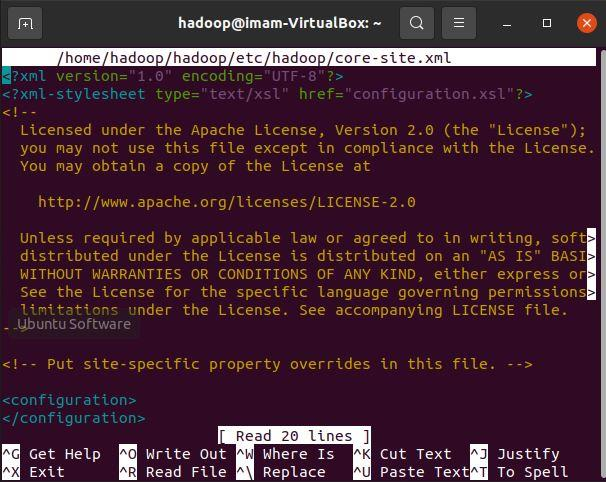 hadoop@imam-VirtualBox: ~
/home/hadoop/hadoop/etc/hadoop/core-site.xml
<?xml version="1.0" encoding="UTF-8"?>
<?xml-stylesheet type="text/xsl" href="configuration.xsl"?>
<!--
  Licensed under the Apache License, Version 2.0 (the "License");
  you may not use this file except in compliance with the License.
  You may obtain a copy of the License at

    http://www.apache.org/licenses/LICENSE-2.0

  Unless required by applicable law or agreed to in writing, soft>
  distributed under the License is distributed on an "AS IS" BASI>
  WITHOUT WARRANTIES OR CONDITIONS OF ANY KIND, either express or>
  See the License for the specific language governing permissions>
  limitations under the License. See accompanying LICENSE file.
-->
Ubuntu Software

<!-- Put site-specific property overrides in this file. -->

<configuration>
</configuration>
[ Read 20 lines ]
^G Get Help  ^O Write Out ^W Where Is  ^K Cut Text  ^J Justify
^X Exit      ^R Read File ^\ Replace   ^U Paste Text^T To Spell